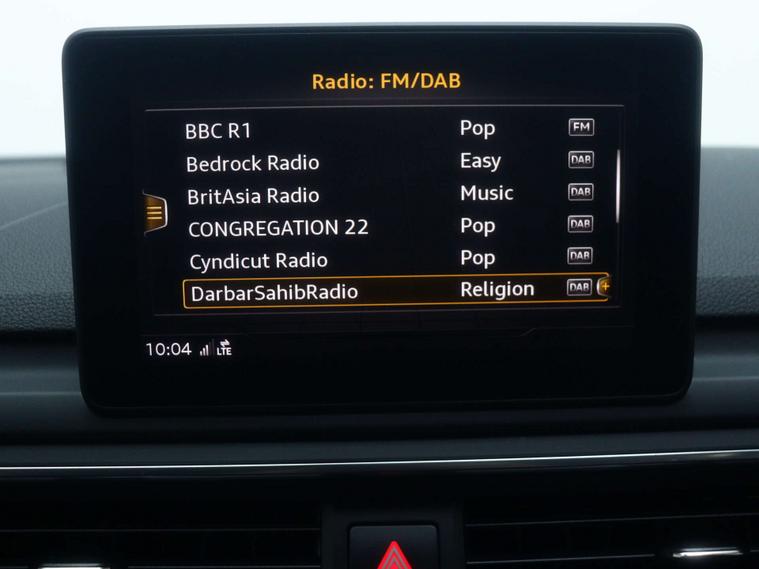 Radio: FM/DAB
BBC R1 Pop FM
Bedrock Radio Easy DAB
BritAsia Radio Music DAB
CONGREGATION 22 Pop DAB
Cyndicut Radio Pop DAB
DarbarSahibRadio Religion DAB +
10:04 LTE